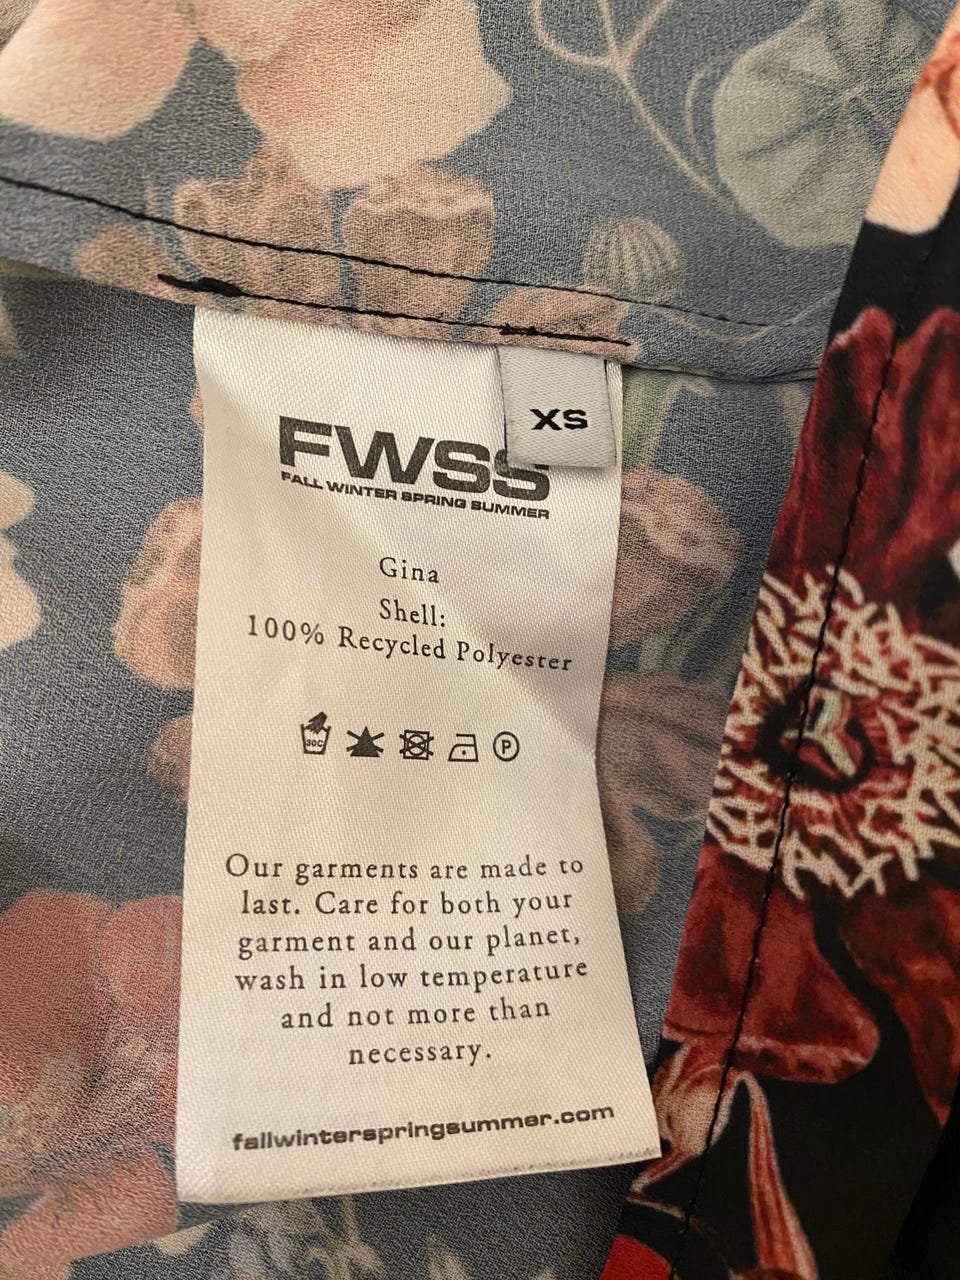 XS
FWSS
FALL WINTER SPRING SUMMER
Gina
Shell:
100% Recycled Polyester
30C
P
Our garments are made to
last. Care for both your
garment and our planet,
wash in low temperature
and not more than
necessary.
fallwinterspringsummer.com